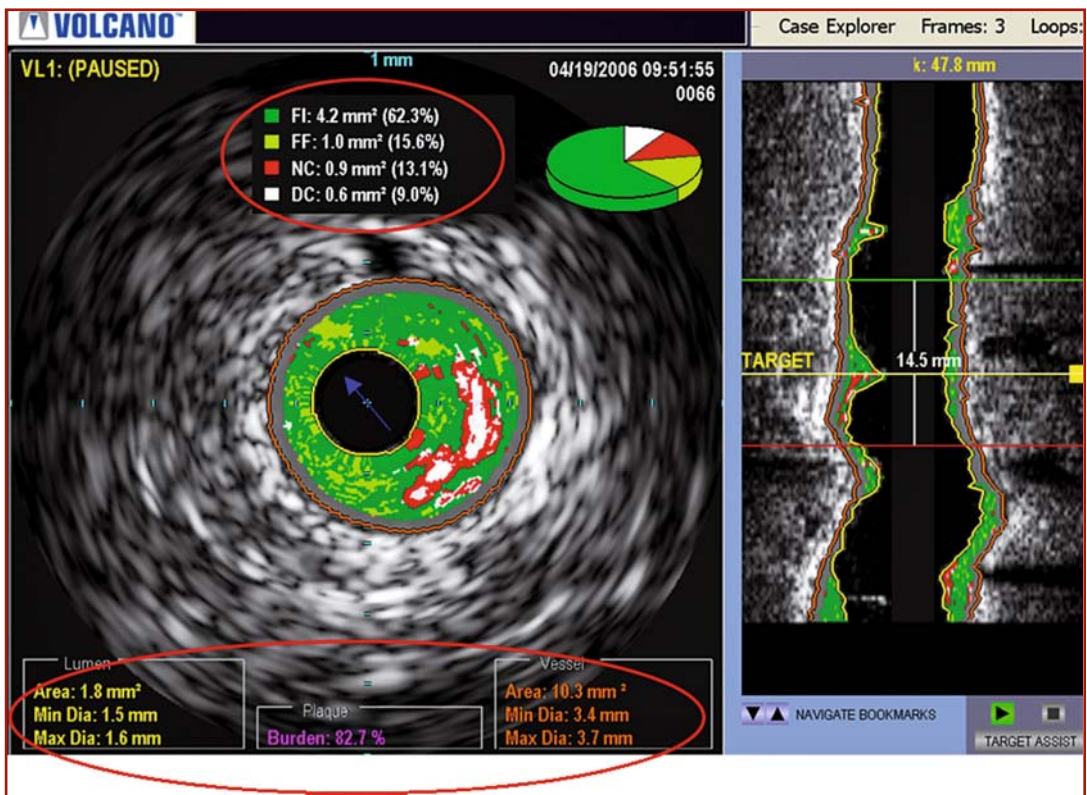 VOLCANO™
Case Explorer Frames: 3 Loops:
VL1: (PAUSED)
1 mm
04/19/2006 09:51:55
0066
FI: 4.2 mm² (62.3%)
FF: 1.0 mm² (15.6%)
NC: 0.9 mm² (13.1%)
DC: 0.6 mm² (9.0%)
Lumen
Area: 1.8 mm²
Min Dia: 1.5 mm
Max Dia: 1.6 mm
Plaque
Burden: 82.7 %
Vessel
Area: 10.3 mm ²
Min Dia: 3.4 mm
Max Dia: 3.7 mm
k: 47.8 mm
TARGET
14.5 mm
NAVIGATE BOOKMARKS
TARGET ASSIST